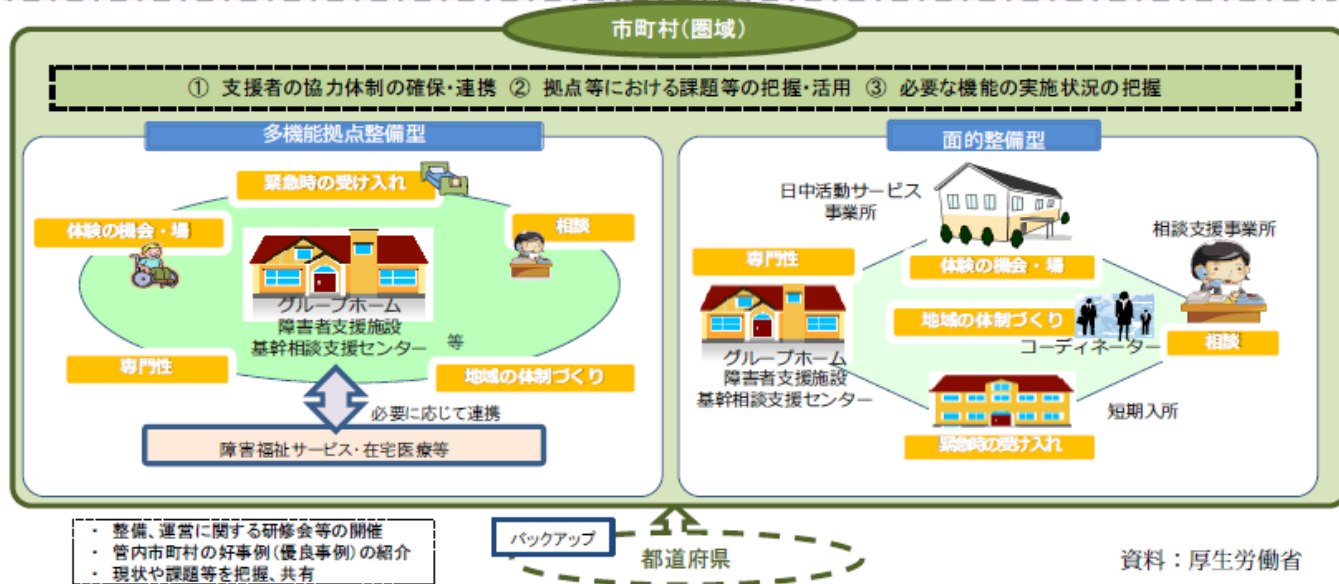 市町村(圏域)
① 支援者の協力体制の確保・連携 ② 拠点等における課題等の把握・活用 ③ 必要な機能の実施状況の把握
多機能拠点整備型
緊急時の受け入れ
体験の機会・場
相談
グループホーム
障害者支援施設
基幹相談支援センター 等
専門性
地域の体制づくり
必要に応じて連携
障害福祉サービス・在宅医療等
面的整備型
日中活動サービス
事業所
相談支援事業所
専門性
体験の機会・場
地域の体制づくり
コーディネーター
相談
グループホーム
障害者支援施設
基幹相談支援センター
短期入所
緊急時の受け入れ
・ 整備、運営に関する研修会等の開催
・ 管内市町村の好事例(優良事例)の紹介
・ 現状や課題等を把握、共有
バックアップ
都道府県
資料：厚生労働省